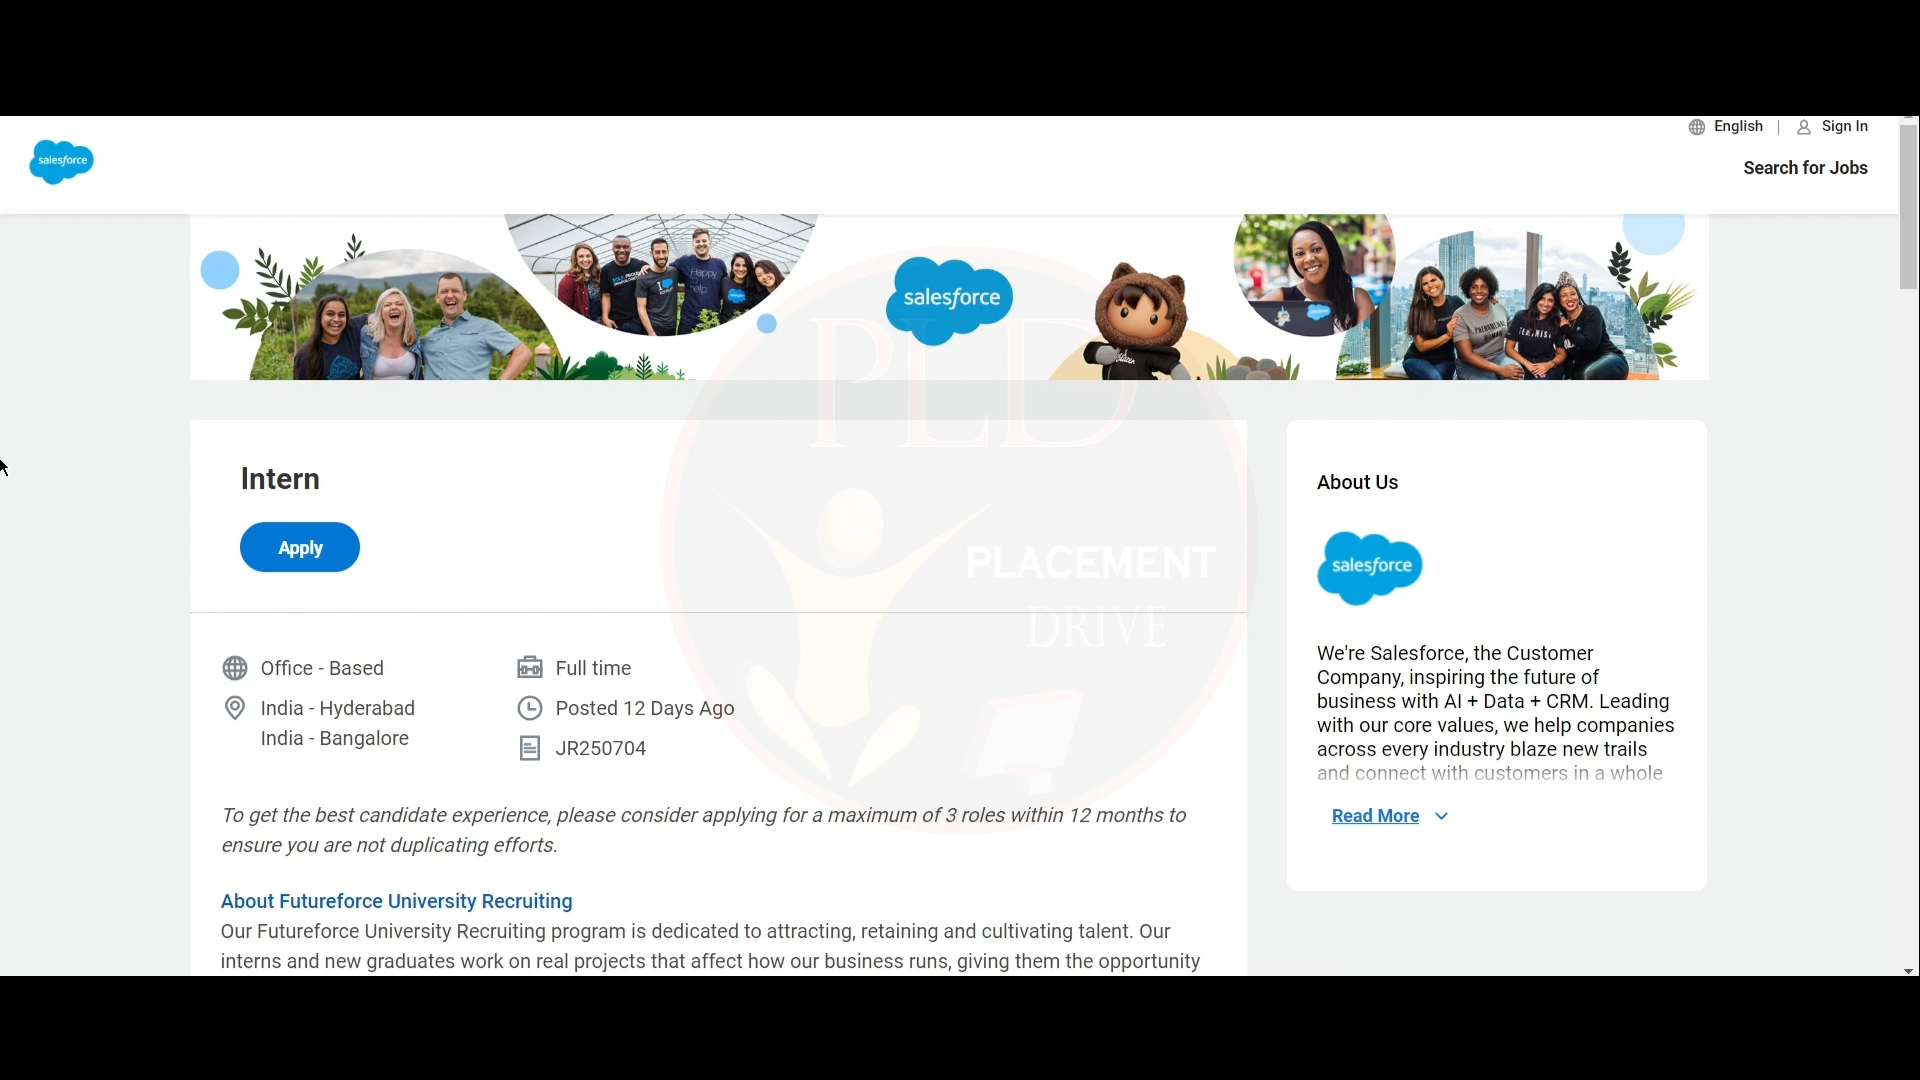 English | Sign In
salesforce
Search for Jobs
salesforce
Intern
Apply
Office - Based
India - Hyderabad
India - Bangalore
Full time
Posted 12 Days Ago
JR250704
To get the best candidate experience, please consider applying for a maximum of 3 roles within 12 months to
ensure you are not duplicating efforts.
About Futureforce University Recruiting
Our Futureforce University Recruiting program is dedicated to attracting, retaining and cultivating talent. Our
interns and new graduates work on real projects that affect how our business runs, giving them the opportunity
About Us
salesforce
We're Salesforce, the Customer
Company, inspiring the future of
business with AI + Data + CRM. Leading
with our core values, we help companies
across every industry blaze new trails
and connect with customers in a whole
Read More
PLD
PLACEMENT
DRIVE